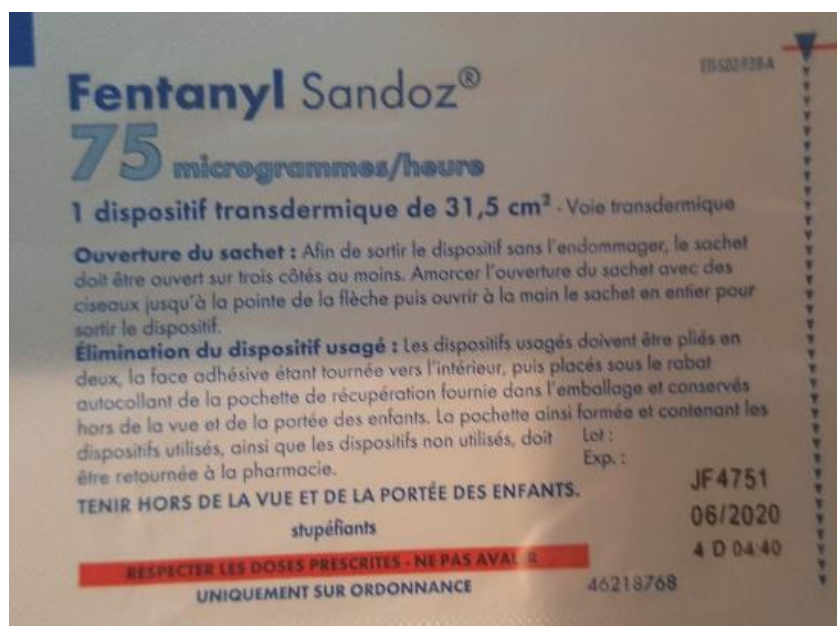 Fentanyl Sandoz®
75 microgrammes/heure
1 dispositif transdermique de 31,5 cm² - Voie transdermique
Ouverture du sachet : Afin de sortir le dispositif sans l'endommager, le sachet
doit être ouvert sur trois côtés au moins. Amorcer l'ouverture du sachet avec des
ciseaux jusqu'à la pointe de la flèche puis ouvrir à la main le sachet en entier pour
sortir le dispositif.
Élimination du dispositif usagé : Les dispositifs usagés doivent être pliés en
deux, la face adhésive étant tournée vers l'intérieur, puis placés sous le rabat
autocollant de la pochette de récupération fournie dans l'emballage et conservés
hors de la vue et de la portée des enfants. La pochette ainsi formée et contenant les
dispositifs utilisés, ainsi que les dispositifs non utilisés, doit
être retournée à la pharmacie.
Lot :
Exp. :
JF4751
06/2020
4 D 04:40
TENIR HORS DE LA VUE ET DE LA PORTÉE DES ENFANTS.
stupéfiants
RESPECTER LES DOSES PRESCRITES - NE PAS AVALER
UNIQUEMENT SUR ORDONNANCE
46218768